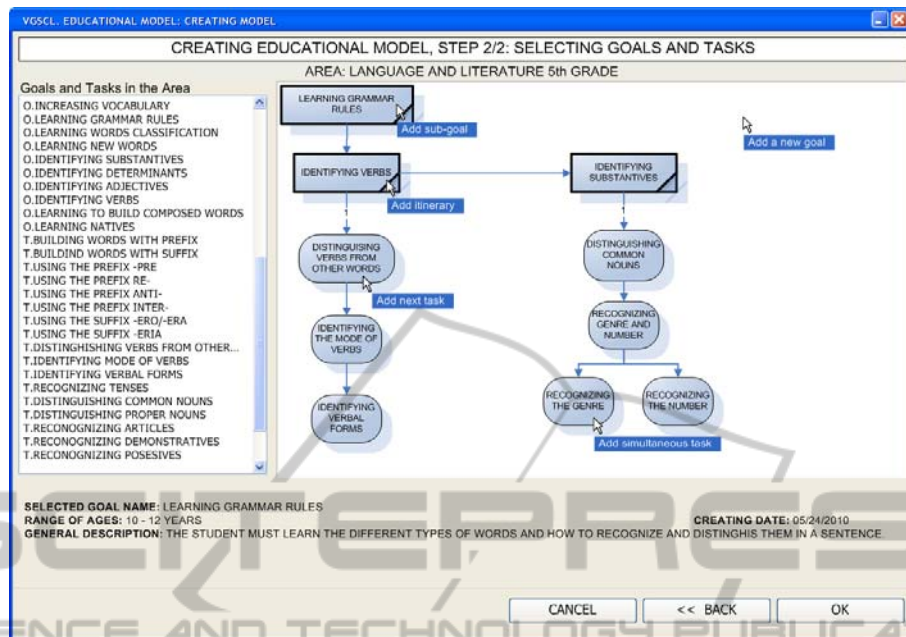 VGSCL. EDUCATIONAL MODEL: CREATING MODEL
CREATING EDUCATIONAL MODEL, STEP 2/2: SELECTING GOALS AND TASKS
AREA: LANGUAGE AND LITERATURE 5th GRADE
Goals and Tasks in the Area
O.INCREASING VOCABULARY
O.LEARNING GRAMMAR RULES
O.LEARNING WORDS CLASSIFICATION
O.LEARNING NEW WORDS
O.IDENTIFYING SUBSTANTIVES
O.IDENTIFYING DETERMINANTS
O.IDENTIFYING ADJECTIVES
O.IDENTIFYING VERBS
O.LEARNING TO BUILD COMPOSED WORDS
O.LEARNING NATIVES
T.BUILDING WORDS WITH PREFIX
T.BUILDIND WORDS WITH SUFFIX
T.USING THE PREFIX -PRE
T.USING THE PREFIX RE-
T.USING THE PREFIX ANTI-
T.USING THE PREFIX INTER-
T.USING THE SUFFIX -ERO/-ERA
T.USING THE SUFFIX -ERIA
T.DISTINGHISHING VERBS FROM OTHER...
T.IDENTIFYING MODE OF VERBS
T.IDENTIFYING VERBAL FORMS
T.RECOGNIZING TENSES
T.DISTINGUISHING COMMON NOUNS
T.DISTINGUISHING PROPER NOUNS
T.RECONOGNIZING ARTICLES
T.RECONOGNIZING DEMONSTRATIVES
T.RECONOGNIZING POSESIVES
LEARNING GRAMMAR
RULES
Add sub-goal
Add a new goal
IDENTIFYING VERBS
Add itinerary
IDENTIFYING
SUBSTANTIVES
DISTINGUISING
VERBS FROM
OTHER WORDS
Add next task
DISTINGUISHING
COMMON
NOUNS
IDENTIFYING
THE MODE OF
VERBS
RECOGNIZING
GENRE AND
NUMBER
IDENTIFYING
VERBAL
FORMS
RECOGNIZING
THE GENRE
RECOGNIZING
THE NUMBER
Add simultaneous task
SELECTED GOAL NAME: LEARNING GRAMMAR RULES
RANGE OF AGES: 10 - 12 YEARS
CREATING DATE: 05/24/2010
GENERAL DESCRIPTION: THE STUDENT MUST LEARN THE DIFFERENT TYPES OF WORDS AND HOW TO RECOGNIZE AND DISTINGHIS THEM IN A SENTENCE.
CANCEL
<< BACK
OK